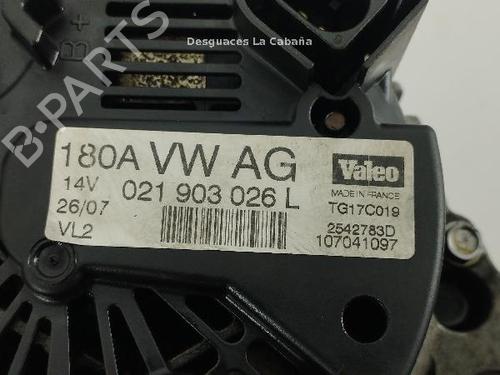 B+
Desguaces La Cabaña
B-PARTS
180A VW AG
14V 021 903 026 L
26/07
VL2
Valeo
MADE IN FRANCE
TG17C019
2542783D
107041097